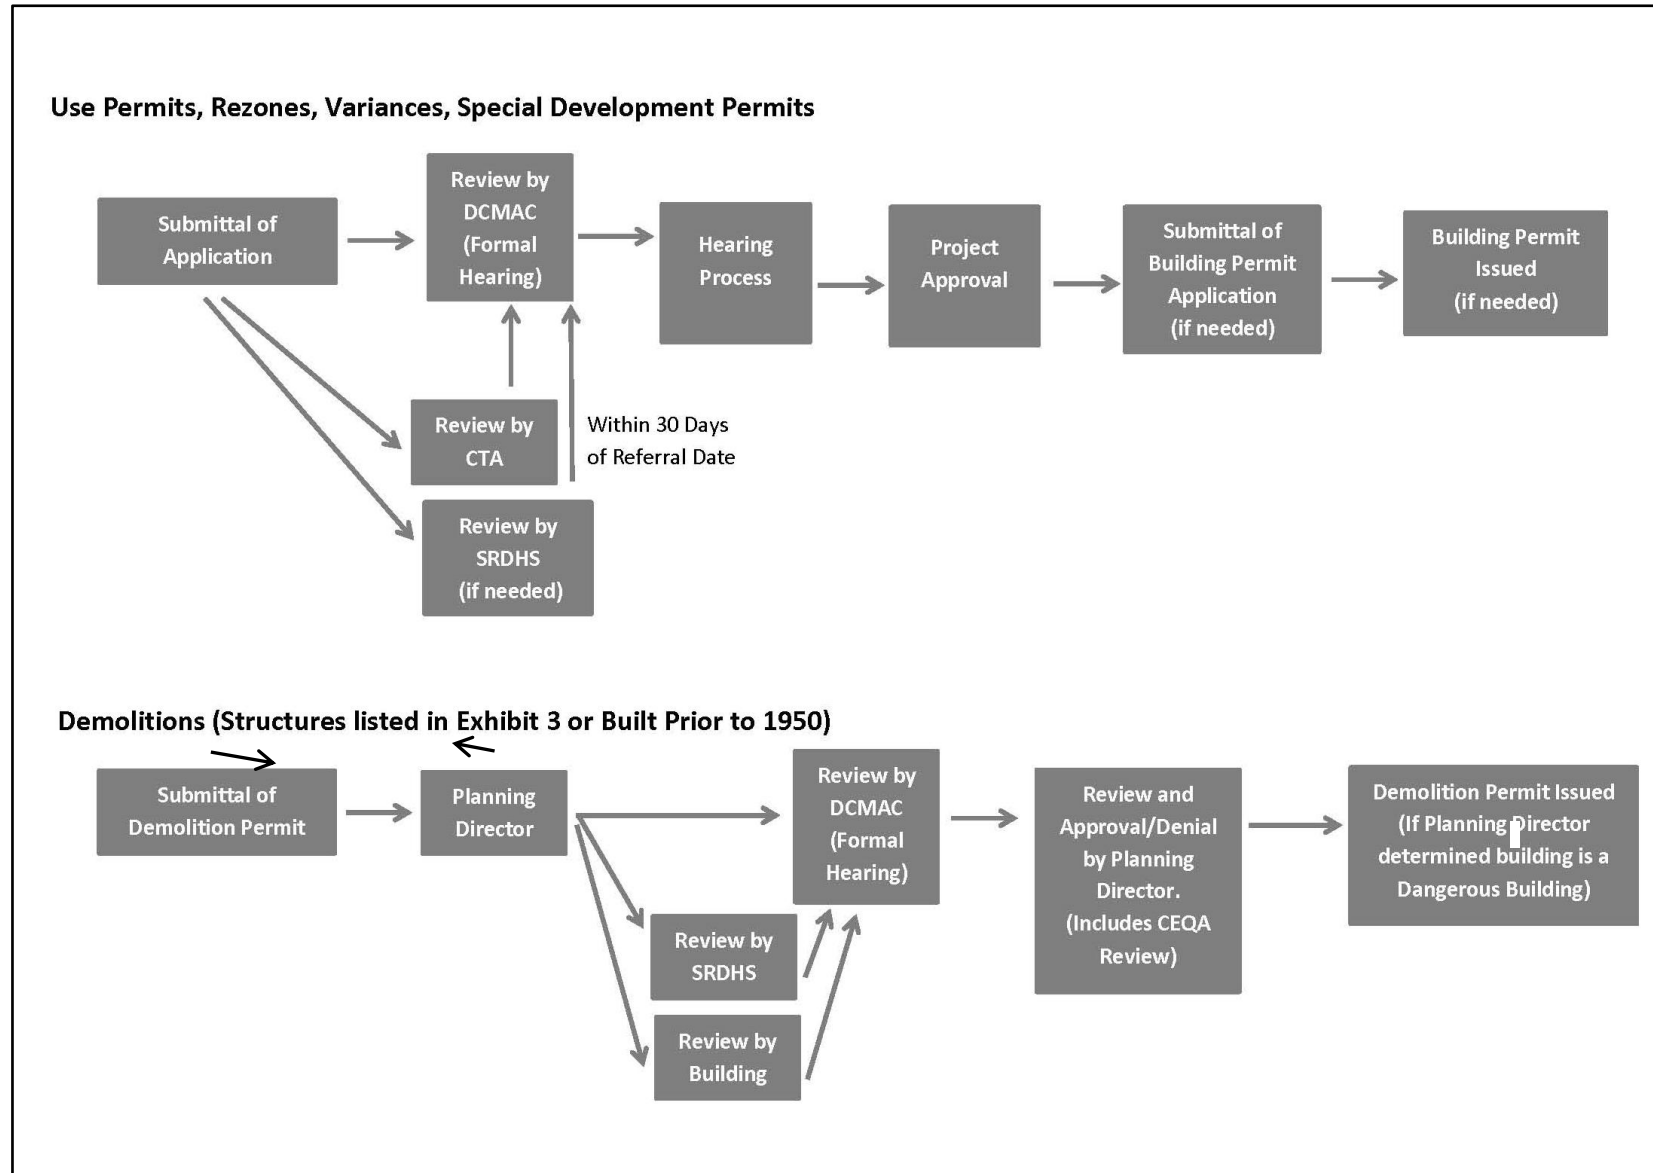 Use Permits, Rezones, Variances, Special Development Permits
Submittal of
Application
Review by
DCMAC
(Formal
Hearing)
Hearing
Process
Project
Approval
Submittal of
Building Permit
Application
(if needed)
Building Permit
Issued
(if needed)
Review by
CTA
Within 30 Days
of Referral Date
Review by
SRDHS
(if needed)
Demolitions (Structures listed in Exhibit 3 or Built Prior to 1950)
Submittal of
Demolition Permit
Planning
Director
Review by
DCMAC
(Formal
Hearing)
Review and
Approval/Denial
by Planning
Director.
(Includes CEQA
Review)
Demolition Permit Issued
(If Planning Director
determined building is a
Dangerous Building)
Review by
SRDHS
Review by
Building